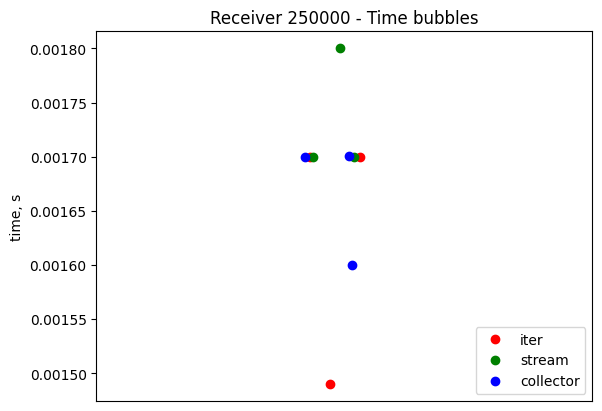 Receiver 250000 - Time bubbles
time, s
0.00180
0.00175
0.00170
0.00165
0.00160
0.00155
0.00150
iter
stream
collector